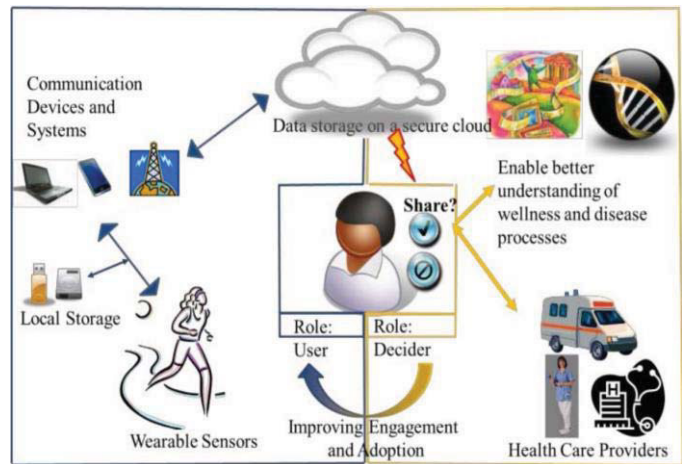 Communication
Devices and
Systems
Data storage on a secure cloud
Share?
Enable better
understanding of
wellness and disease
processes
Local Storage
Role:
User
Role:
Decider
Wearable Sensors
Improving Engagement
and Adoption
Health Care Providers